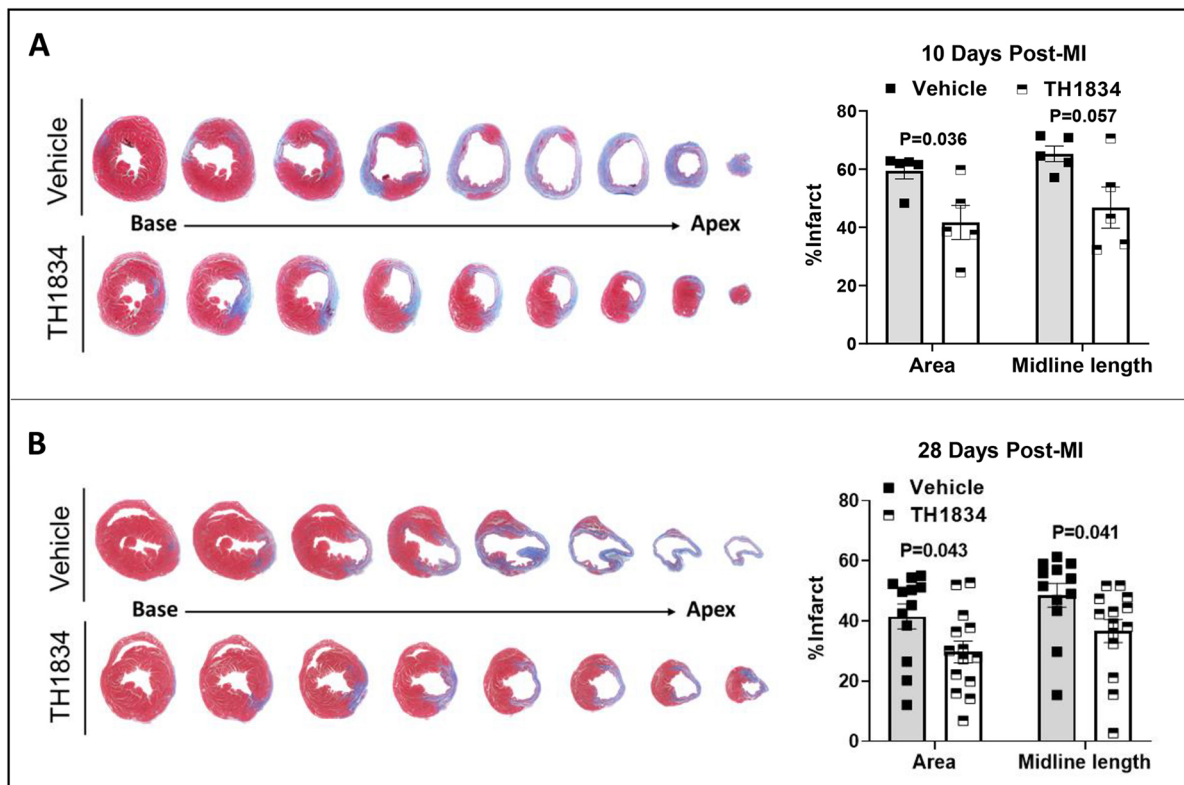 A
Vehicle
Base
Apex
TH1834
10 Days Post-MI
Vehicle TH1834
%Infarct
80
60
40
20
0
P=0.036
P=0.057
Area
Midline length
B
Vehicle
Base
Apex
TH1834
28 Days Post-MI
Vehicle
TH1834
%Infarct
80
60
40
20
0
P=0.043
P=0.041
Area
Midline length